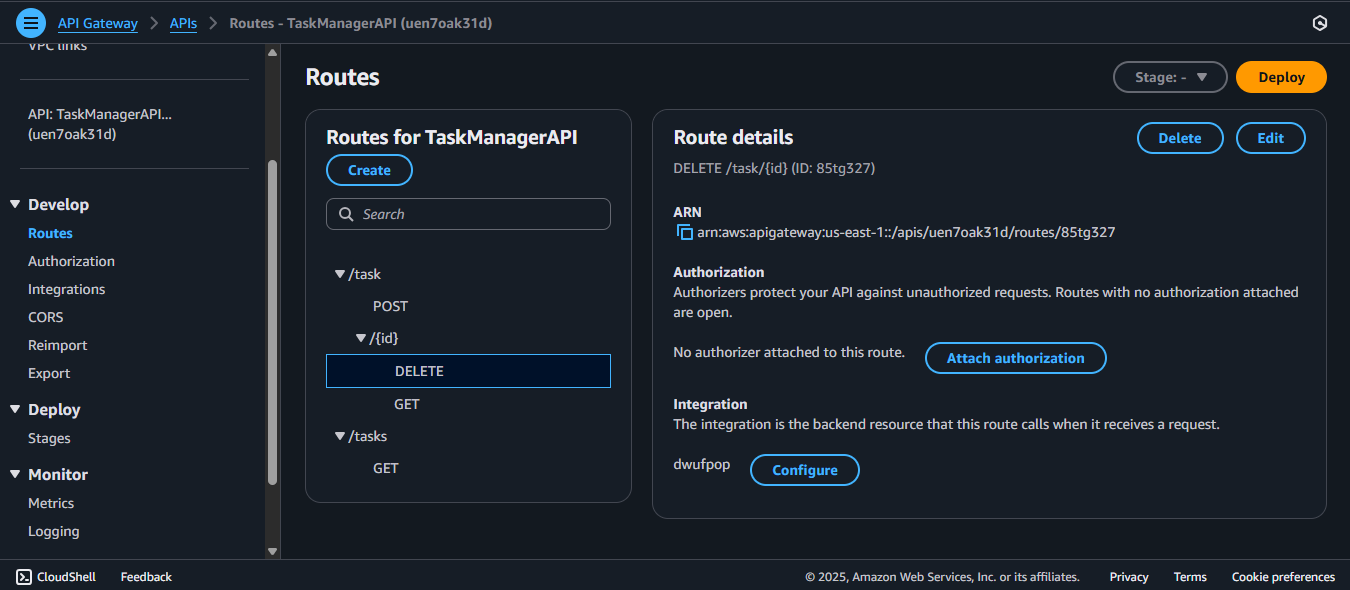 API Gateway > APIs > Routes - TaskManagerAPI (uen7oak31d)
VPC links
API: TaskManagerAPI...
(uen7oak31d)
Develop
Routes
Authorization
Integrations
CORS
Reimport
Export
Deploy
Stages
Monitor
Metrics
Logging
Routes
Stage: -
Deploy
Routes for TaskManagerAPI
Create
Search
/task
POST
/{id}
DELETE
GET
/tasks
GET
Route details
Delete
Edit
DELETE /task/{id} (ID: 85tg327)
ARN
arn:aws:apigateway:us-east-1::/apis/uen7oak31d/routes/85tg327
Authorization
Authorizers protect your API against unauthorized requests. Routes with no authorization attached
are open.
No authorizer attached to this route.
Attach authorization
Integration
The integration is the backend resource that this route calls when it receives a request.
dwufpop
Configure
CloudShell
Feedback
© 2025, Amazon Web Services, Inc. or its affiliates.
Privacy
Terms
Cookie preferences